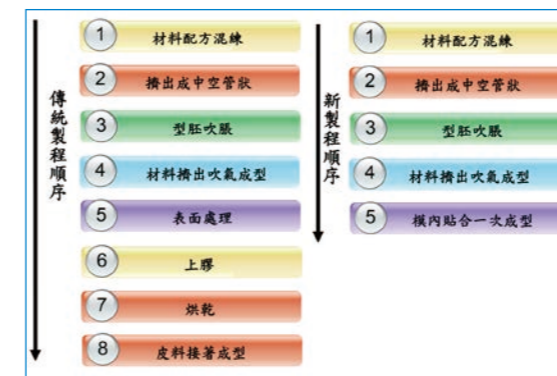 傳統製程順序
1 材料配方混練
2 擠出成中空管狀
3 型胚吹脹
4 材料擠出吹氣成型
5 表面處理
6 上膠
7 烘乾
8 皮料接著成型
新製程順序
1 材料配方混練
2 擠出成中空管狀
3 型胚吹脹
4 材料擠出吹氣成型
5 模內貼合一次成型